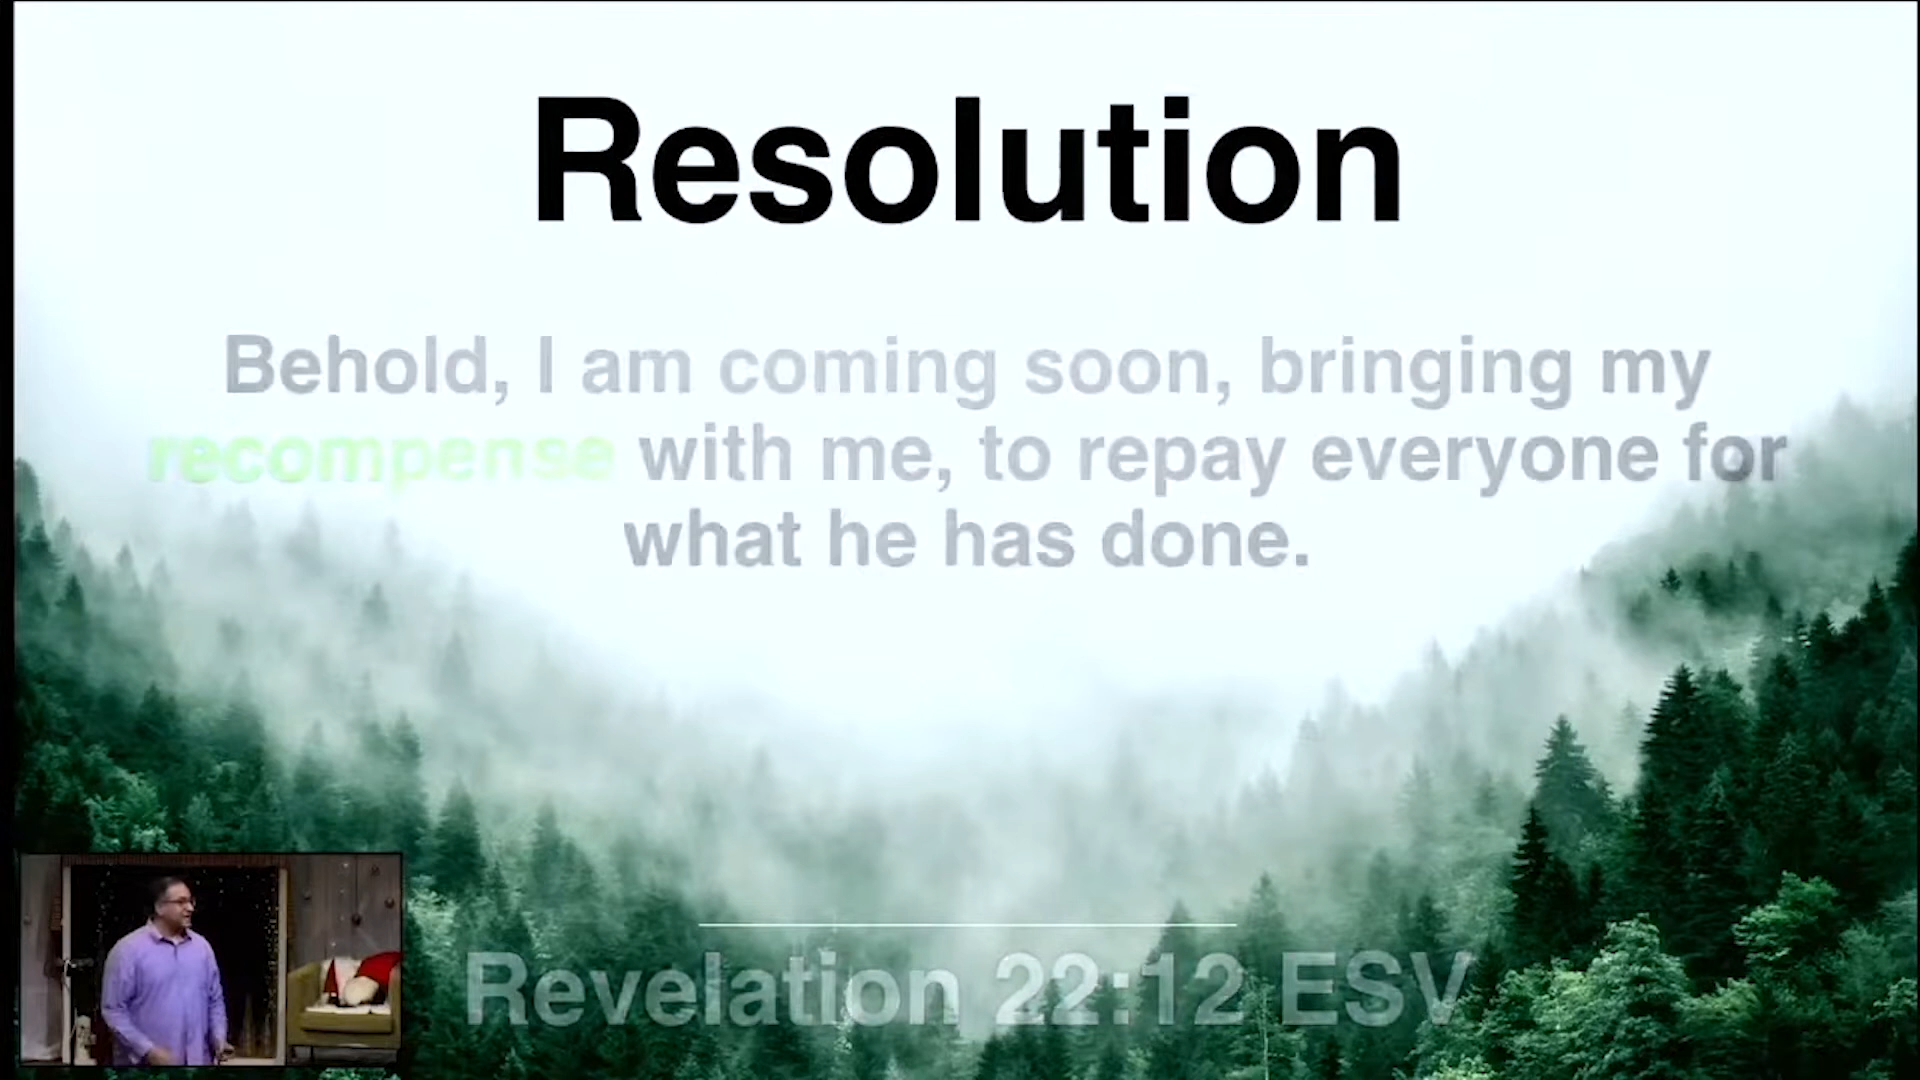 Resolution
Behold, I am coming soon, bringing my
recompense with me, to repay everyone for
what he has done.
Revelation 22:12 ESV